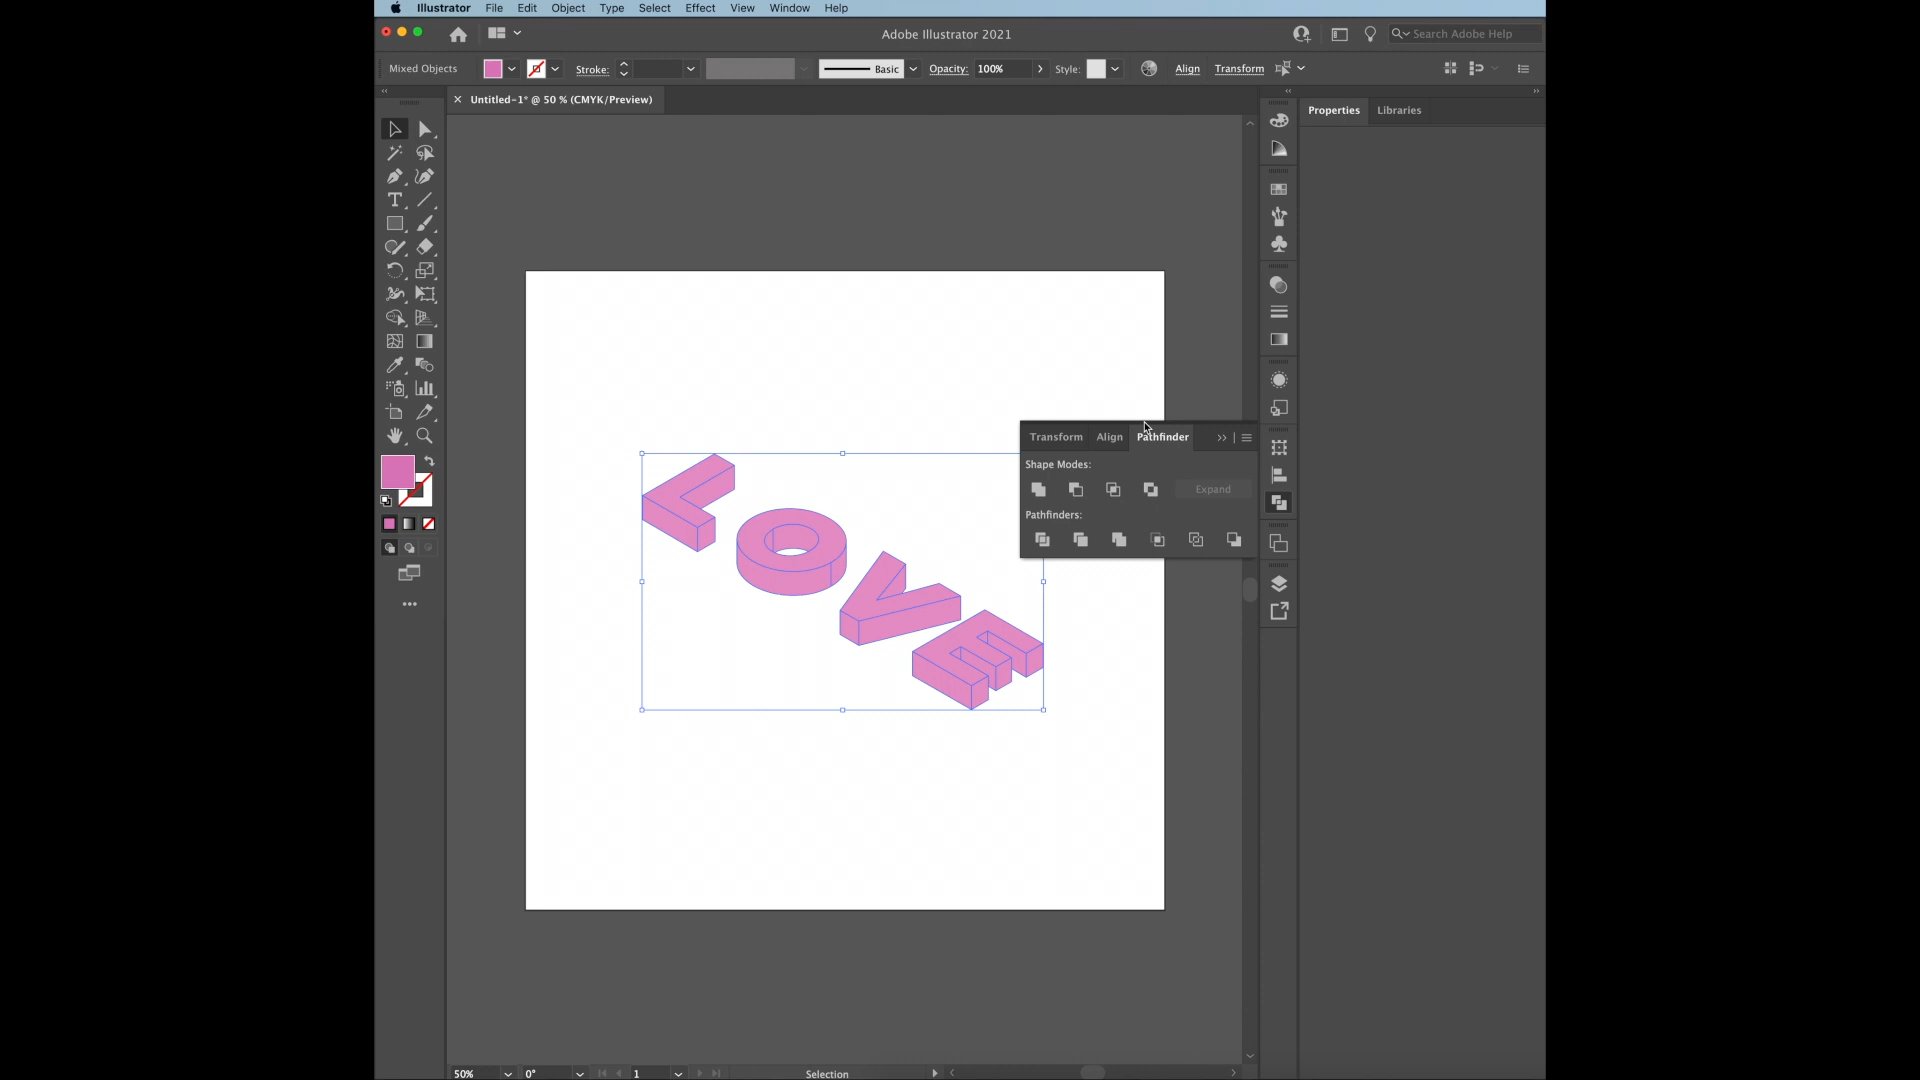 Illustrator File Edit Object Type Select Effect View Window Help
Adobe Illustrator 2021
Search Adobe Help
Mixed Objects Stroke: Basic Opacity: 100% Style: Align Transform
Untitled-1* @ 50 % (CMYK/Preview)
Properties Libraries
Transform Align Pathfinder
Shape Modes:
Expand
Pathfinders:
LOVE
50% 0° 1 Selection